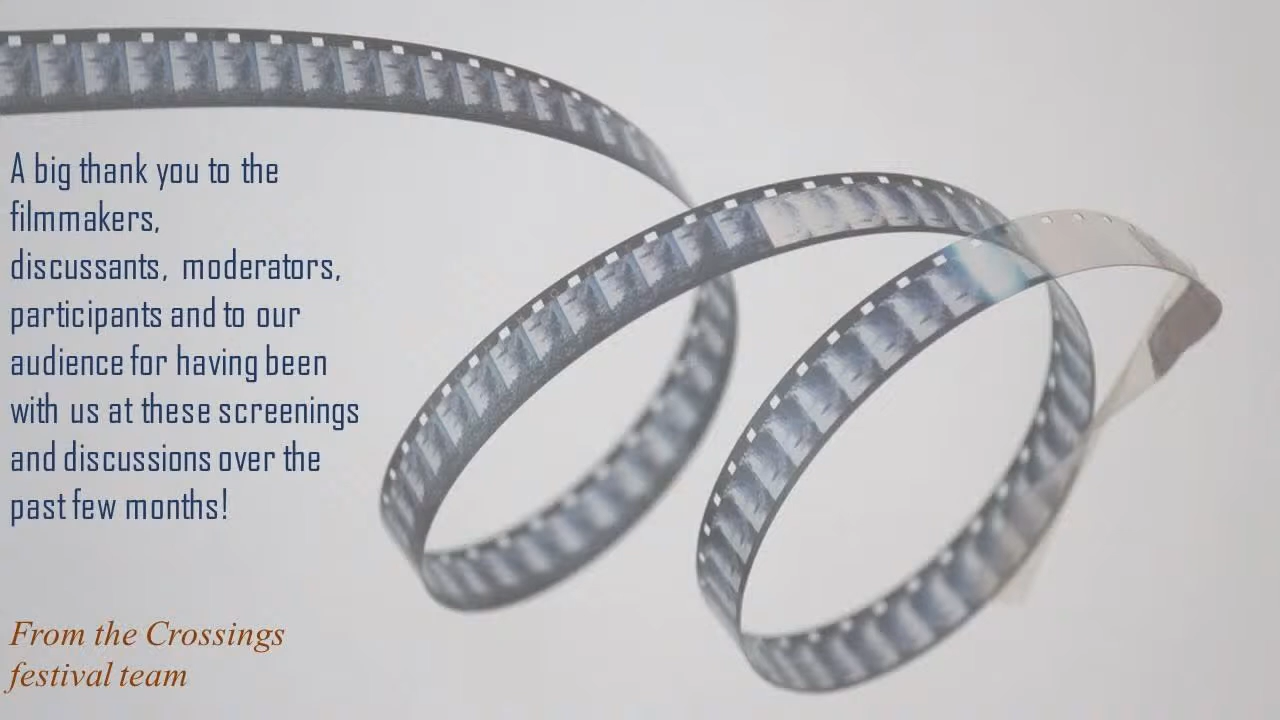 A big thank you to the
filmmakers,
discussants, moderators,
participants and to our
audience for having been
with us at these screenings
and discussions over the
past few months!
From the Crossings
festival team